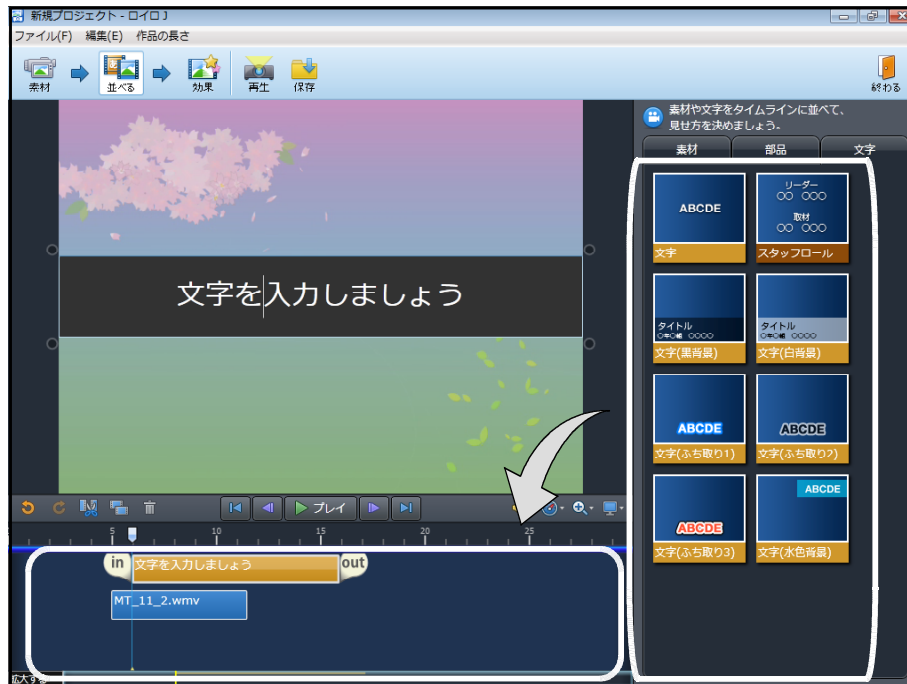 新規プロジェクト - ロイロJ
ファイル(F) 編集(E) 作品の長さ
素材 並べる 効果 再生 保存 終わる
素材や文字をタイムラインに並べて、
見せ方を決めましょう。
素材 部品 文字
ABCDE
文字
リーダー
○○ ○○○
取材
○○ ○○○
スタッフロール
タイトル
文字(黒背景)
タイトル
文字(白背景)
ABCDE
文字(ふち取り1)
ABCDE
文字(ふち取り2)
ABCDE
文字(ふち取り3)
ABCDE
文字(水色背景)
文字を入力しましょう
プレイ
5 10 15 20 25
in 文字を入力しましょう out
MT_11_2.wmv
拡大する